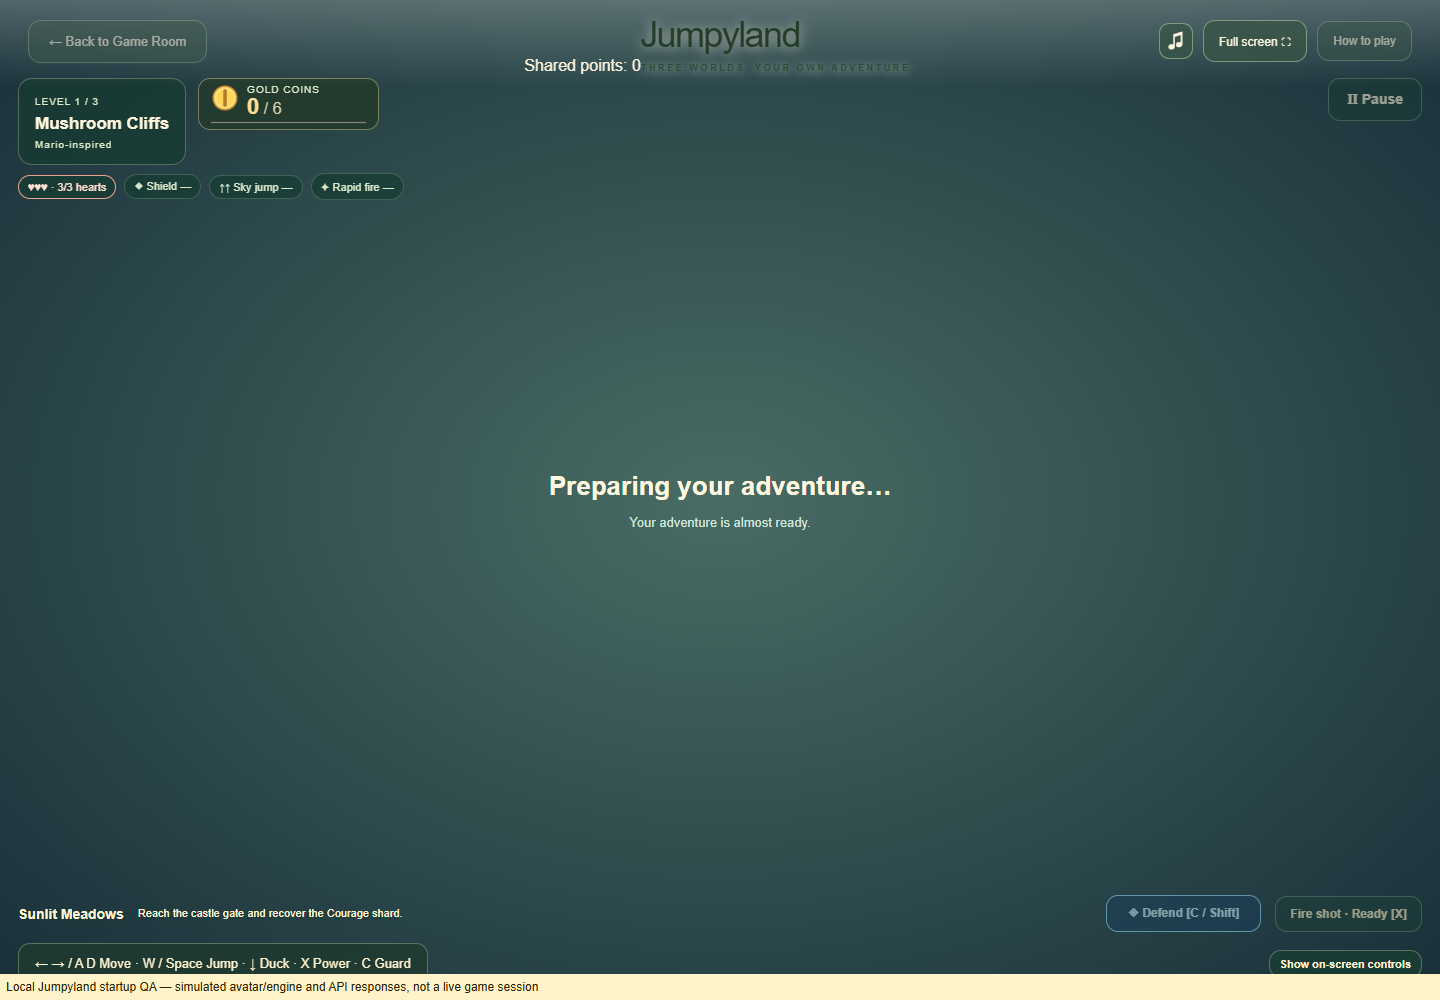 ← Back to Game Room
Jumpyland
Full screen ⛶
How to play
Shared points: 0
THREE WORLDS. YOUR OWN ADVENTURE
LEVEL 1 / 3
Mushroom Cliffs
Mario-inspired
GOLD COINS
0 / 6
Pause
♥♥♥ · 3/3 hearts
◆ Shield —
↑↑ Sky jump —
✦ Rapid fire —
Preparing your adventure…
Your adventure is almost ready.
Sunlit Meadows
Reach the castle gate and recover the Courage shard.
◆ Defend [C / Shift]
Fire shot · Ready [X]
←→ / A D Move · W / Space Jump · ↓ Duck · X Power · C Guard
Show on-screen controls
Local Jumpyland startup QA — simulated avatar/engine and API responses, not a live game session